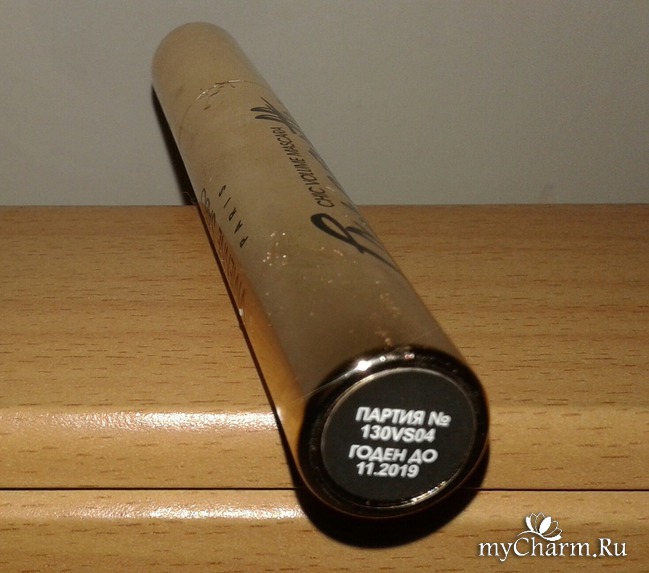 CHIC VOLUME MASCARA
PARIS
ПАРТИЯ №
130VS04
ГОДЕН ДО
11.2019
myCharm.Ru